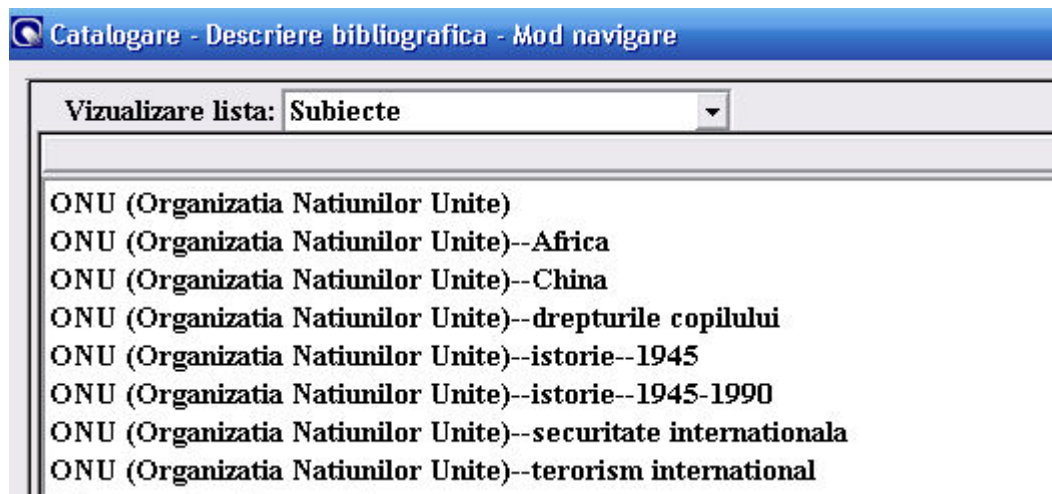 Catalogare - Descriere bibliografica - Mod navigare
Vizualizare lista: Subiecte
ONU (Organizatia Natiunilor Unite)
ONU (Organizatia Natiunilor Unite)--Africa
ONU (Organizatia Natiunilor Unite)--China
ONU (Organizatia Natiunilor Unite)--drepturile copilului
ONU (Organizatia Natiunilor Unite)--istorie--1945
ONU (Organizatia Natiunilor Unite)--istorie--1945-1990
ONU (Organizatia Natiunilor Unite)--securitate internationala
ONU (Organizatia Natiunilor Unite)--terorism international